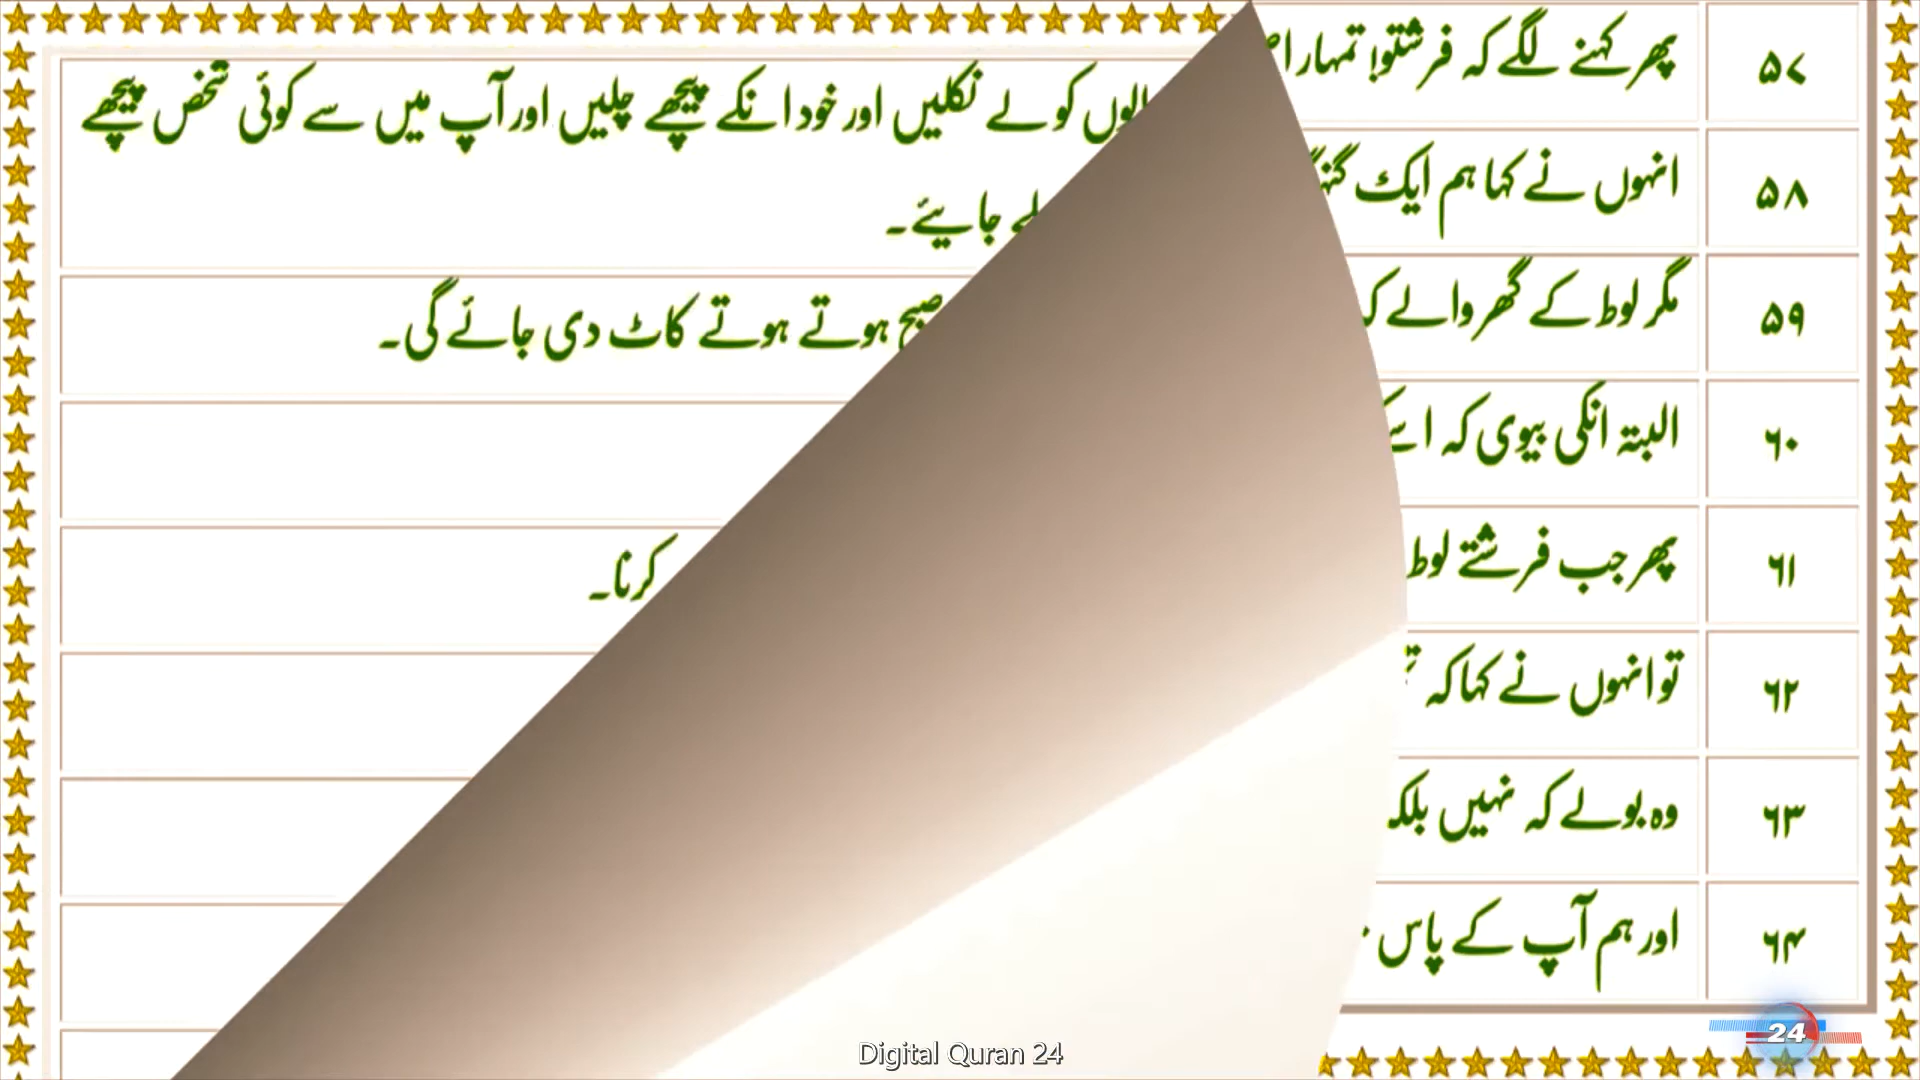 ۵۷ پھر کہنے لگے کہ فرشتو! تمہارا
۵۸ انہوں نے کہا ہم ایک
۵۹ مگر لوط کے گھر والے
۶۰ البتہ انکی بیوی کہ
۶۱ پھر جب فرشتے لوط
۶۲ تو انہوں نے کہا کہ
۶۳ وہ بولے کہ نہیں بلکہ
۶۴ اور ہم آپ کے پاس
کو لے نکلیں اور خود انکے پیچھے چلیں اور آپ میں سے کوئی شخص پیچھے
جایئے۔
صبح ہوتے ہوتے کاٹ دی جائے گی۔
کرنا۔
24
Digital Quran 24